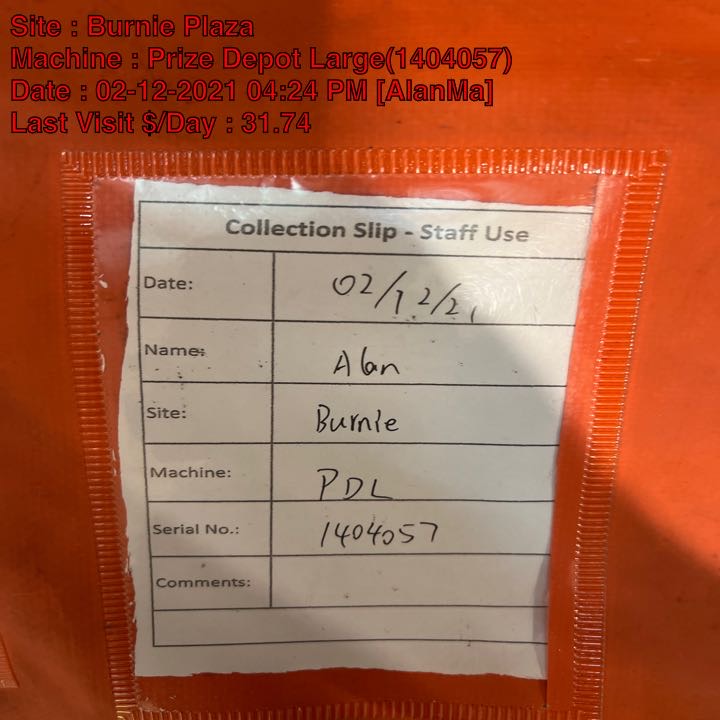 Site : Burnie Plaza
Machine : Prize Depot Large(1404057)
Date : 02-12-2021 04:24 PM [AlanMa]
Last Visit $/Day : 31.74
Collection Slip - Staff Use
Date: 02/12/21
Name: Alan
Site: Burnie
Machine: PDL
Serial No.: 1404057
Comments: